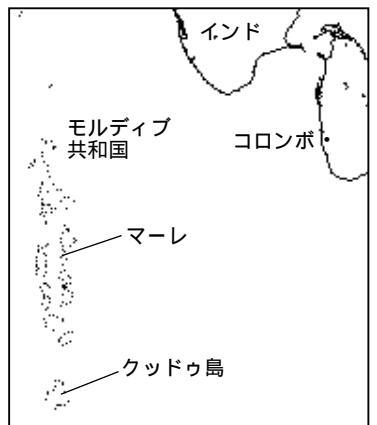 インド
モルディブ
共和国
コロンボ
マーレ
クッドゥ島